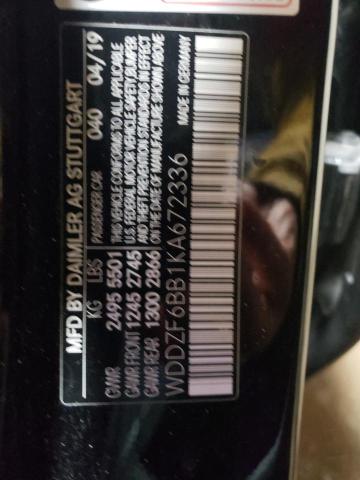 MFD BY DAIMLER AG STUTTGART
KG LBS PASSENGER CAR 040 04/19
GVWR 2495 5501 THIS VEHICLE CONFORMS TO ALL APPLICABLE
GAWR FRONT 1245 2745 U.S. FEDERAL MOTOR VEHICLE SAFETY, BUMPER
GAWR REAR 1300 2866 AND THEFT PREVENTION STANDARDS IN EFFECT
ON THE DATE OF MANUFACTURE SHOWN ABOVE
WDDZF6BB1KA672336 MADE IN GERMANY